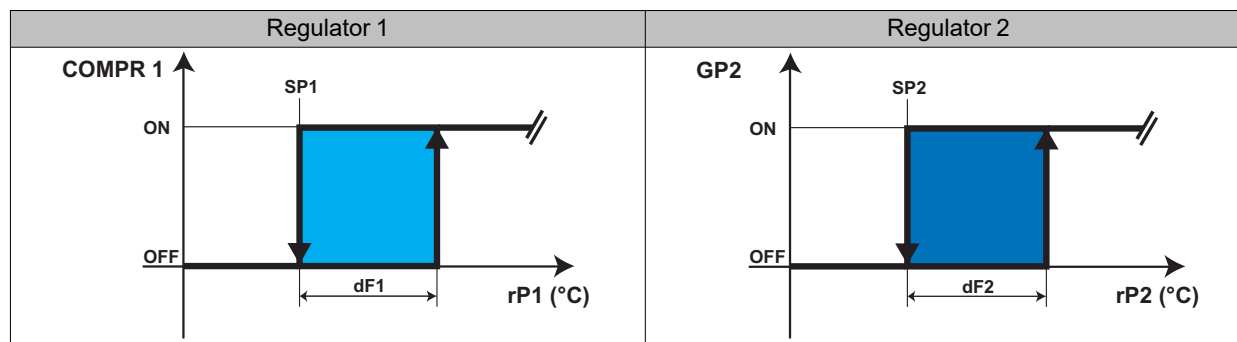 Regulator 1
Regulator 2
COMPR 1
SP1
ON
OFF
dF1
rP1 (°C)
GP2
SP2
ON
OFF
dF2
rP2 (°C)